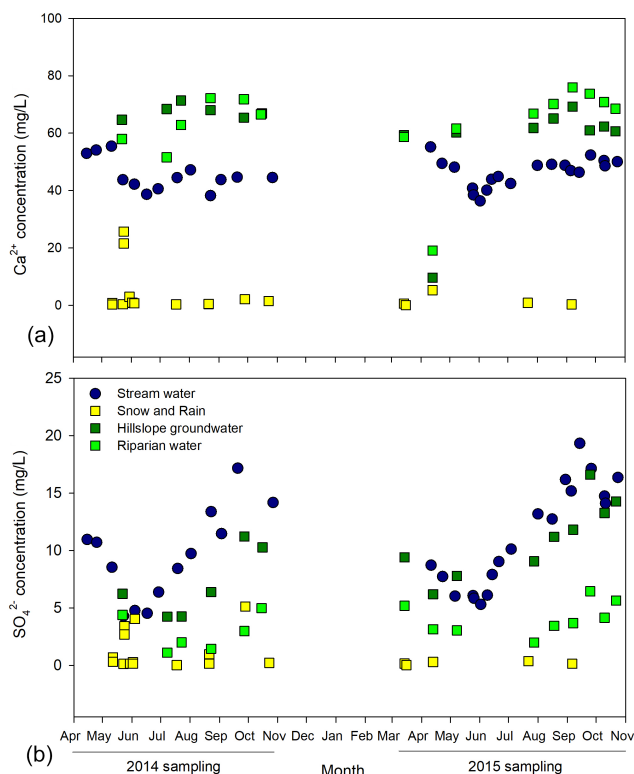 100
80
60
40
20
0
Ca²⁺ concentration (mg/L)
(a)
25
20
15
10
5
0
SO₄²⁻ concentration (mg/L)
Stream water
Snow and Rain
Hillslope groundwater
Riparian water
Apr May Jun Jul Aug Sep Oct Nov Dec Jan Feb Mar Apr May Jun Jul Aug Sep Oct Nov
(b)
2014 sampling Month 2015 sampling